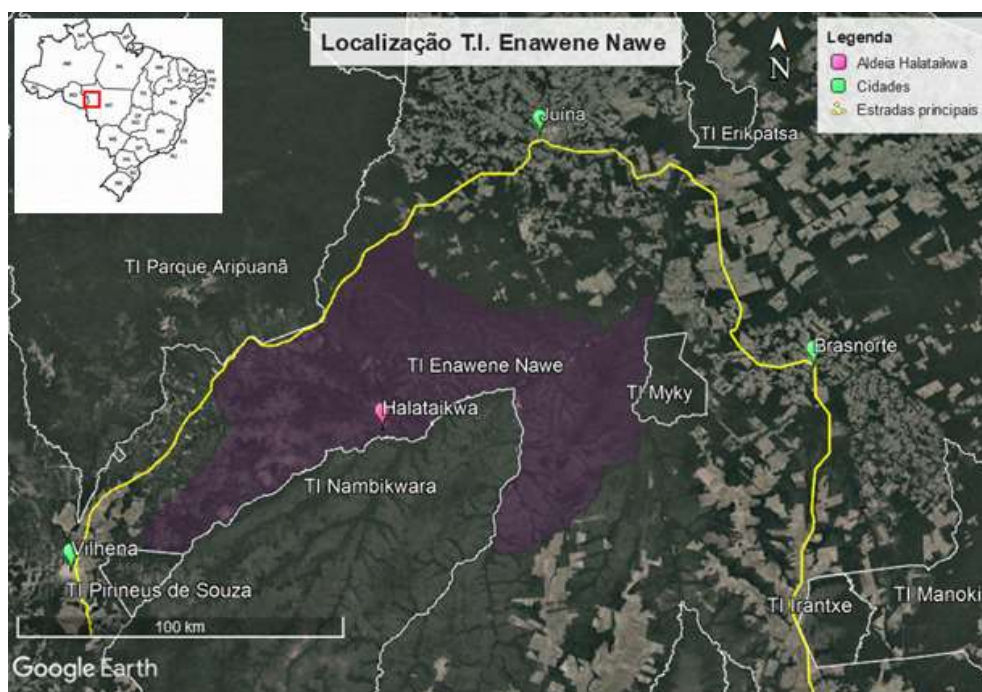 Localização T.I. Enawene Nawe
N
Legenda
Aldeia Halataikwa
Cidades
Estradas principais
Juína
TI Erikpatsa
TI Parque Aripuanã
Brasnorte
TI Enawene Nawe
TI Myky
Halataikwa
TI Nambikwara
Vilhena
TI Pirineus de Souza
TI Irantxe
TI Manoki
100 km
Google Earth